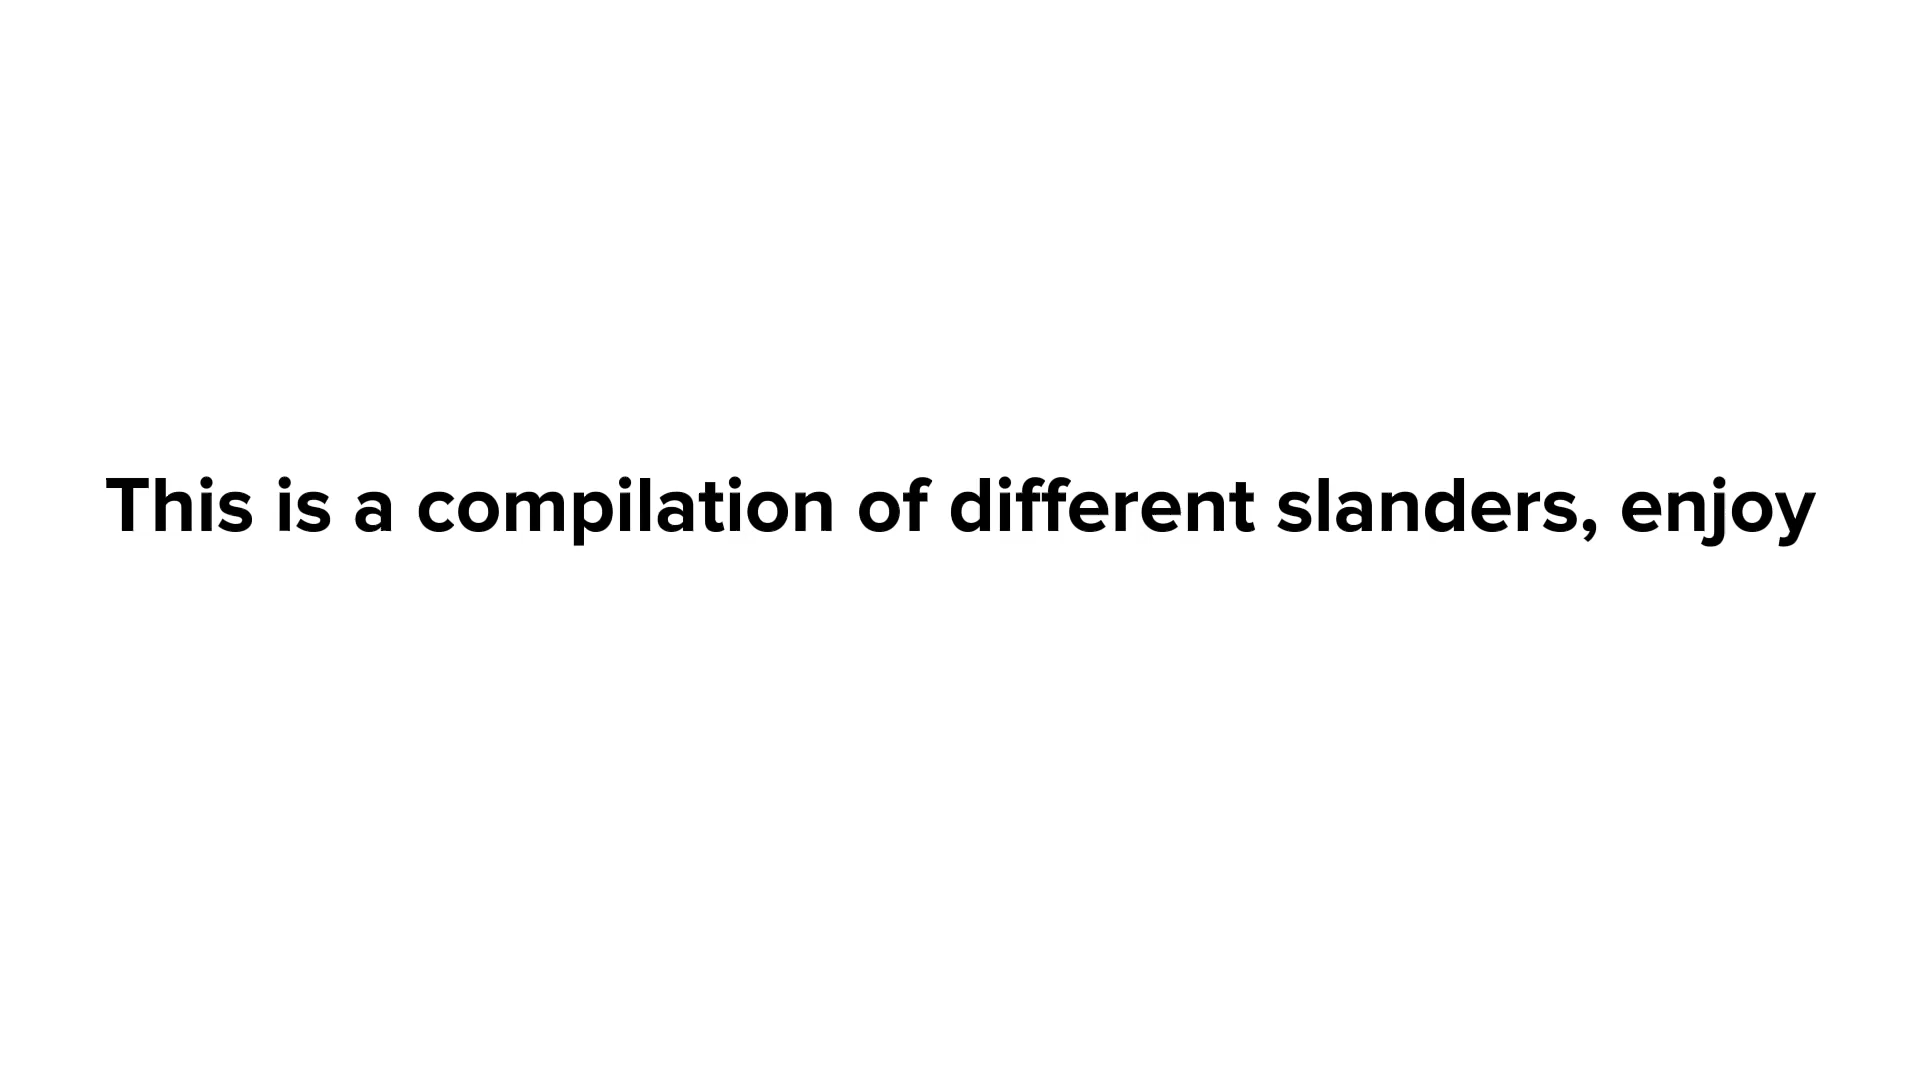 This is a compilation of different slanders, enjoy